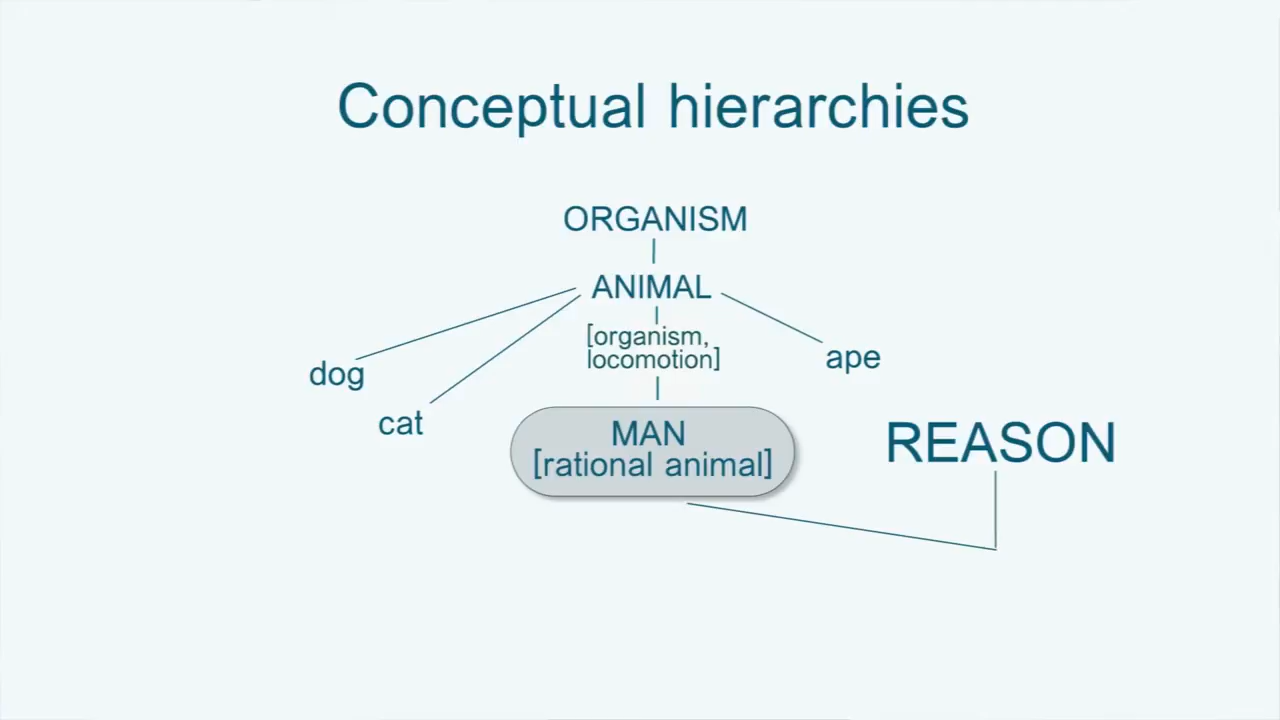 Conceptual hierarchies
ORGANISM
ANIMAL
[organism,
locomotion]
dog
ape
cat
MAN
[rational animal]
REASON